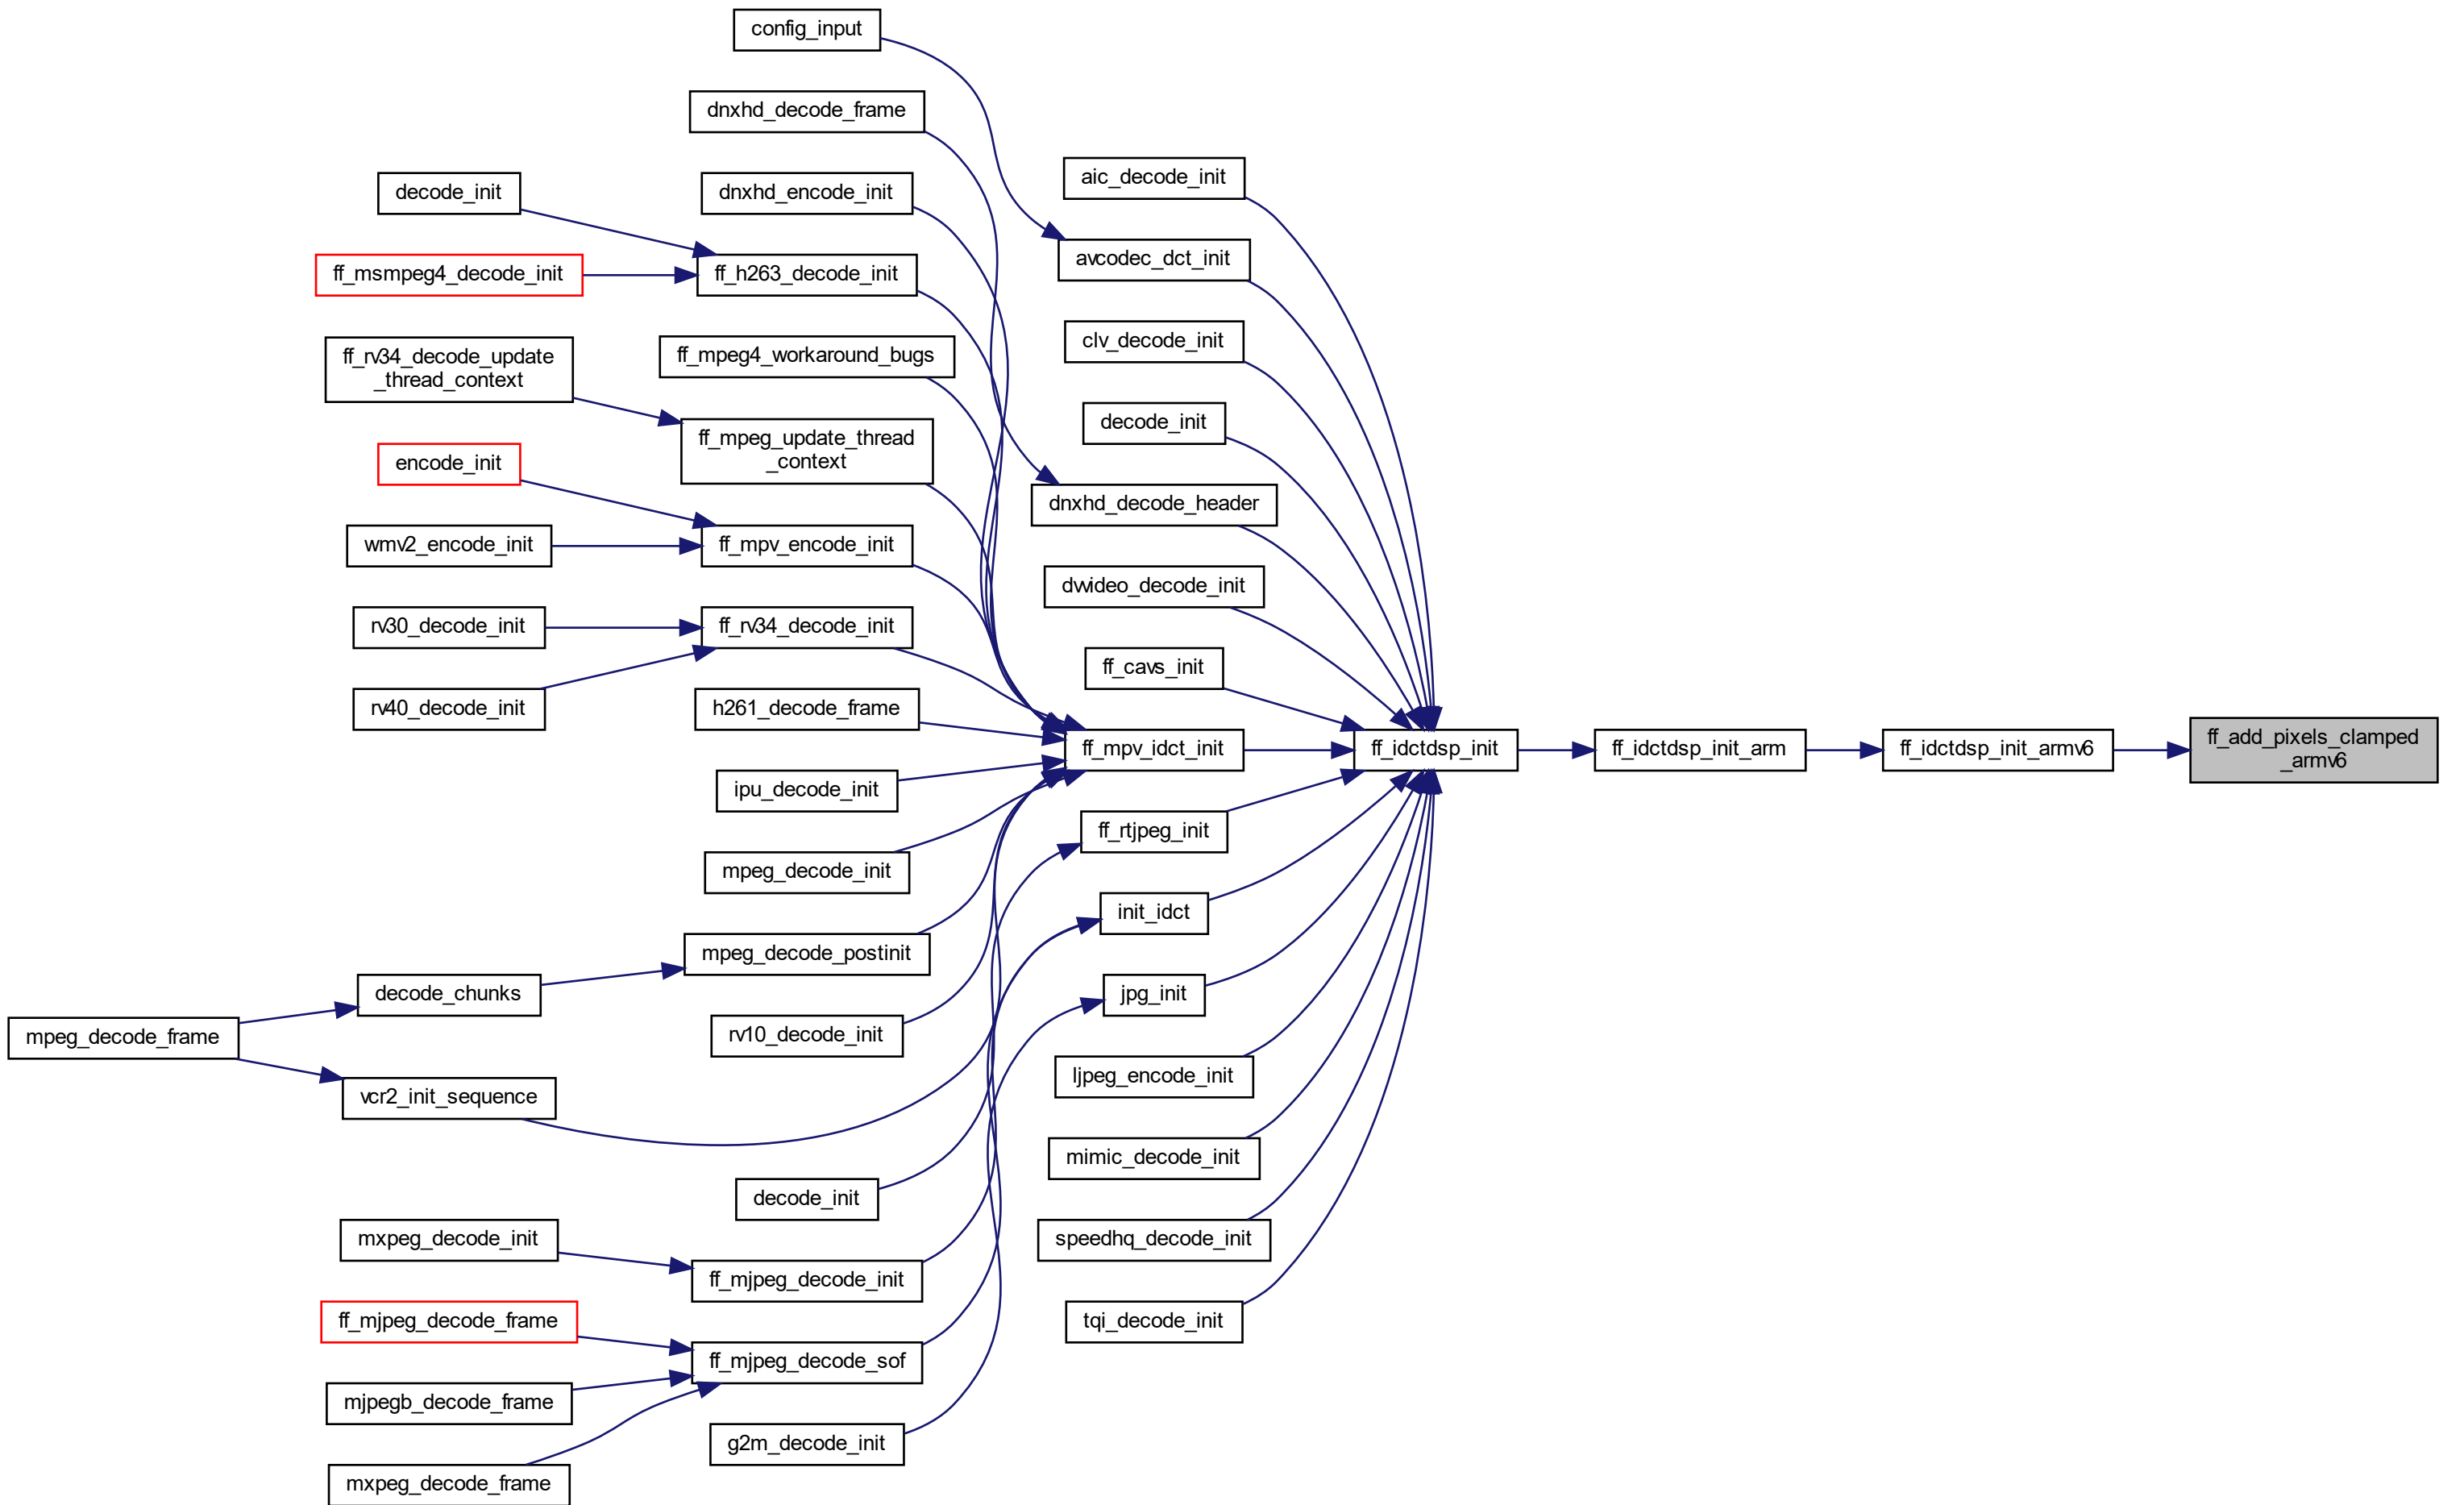 config_input
dnxhd_decode_frame
aic_decode_init
decode_init
dnxhd_encode_init
avcodec_dct_init
ff_msmpeg4_decode_init
ff_h263_decode_init
clv_decode_init
ff_rv34_decode_update
_thread_context
ff_mpeg4_workaround_bugs
decode_init
encode_init
ff_mpeg_update_thread
_context
dnxhd_decode_header
wmv2_encode_init
ff_mpv_encode_init
dwideo_decode_init
rv30_decode_init
ff_rv34_decode_init
ff_cavs_init
rv40_decode_init
h261_decode_frame
ff_mpv_idct_init
ff_idctdsp_init
ff_idctdsp_init_arm
ff_idctdsp_init_armv6
ff_add_pixels_clamped
_armv6
ipu_decode_init
ff_rtjpeg_init
mpeg_decode_init
init_idct
mpeg_decode_postinit
decode_chunks
jpg_init
mpeg_decode_frame
rv10_decode_init
ljpeg_encode_init
vcr2_init_sequence
mimic_decode_init
decode_init
mxpeg_decode_init
speedhq_decode_init
ff_mjpeg_decode_init
ff_mjpeg_decode_frame
tqi_decode_init
ff_mjpeg_decode_sof
mjpegb_decode_frame
g2m_decode_init
mxpeg_decode_frame